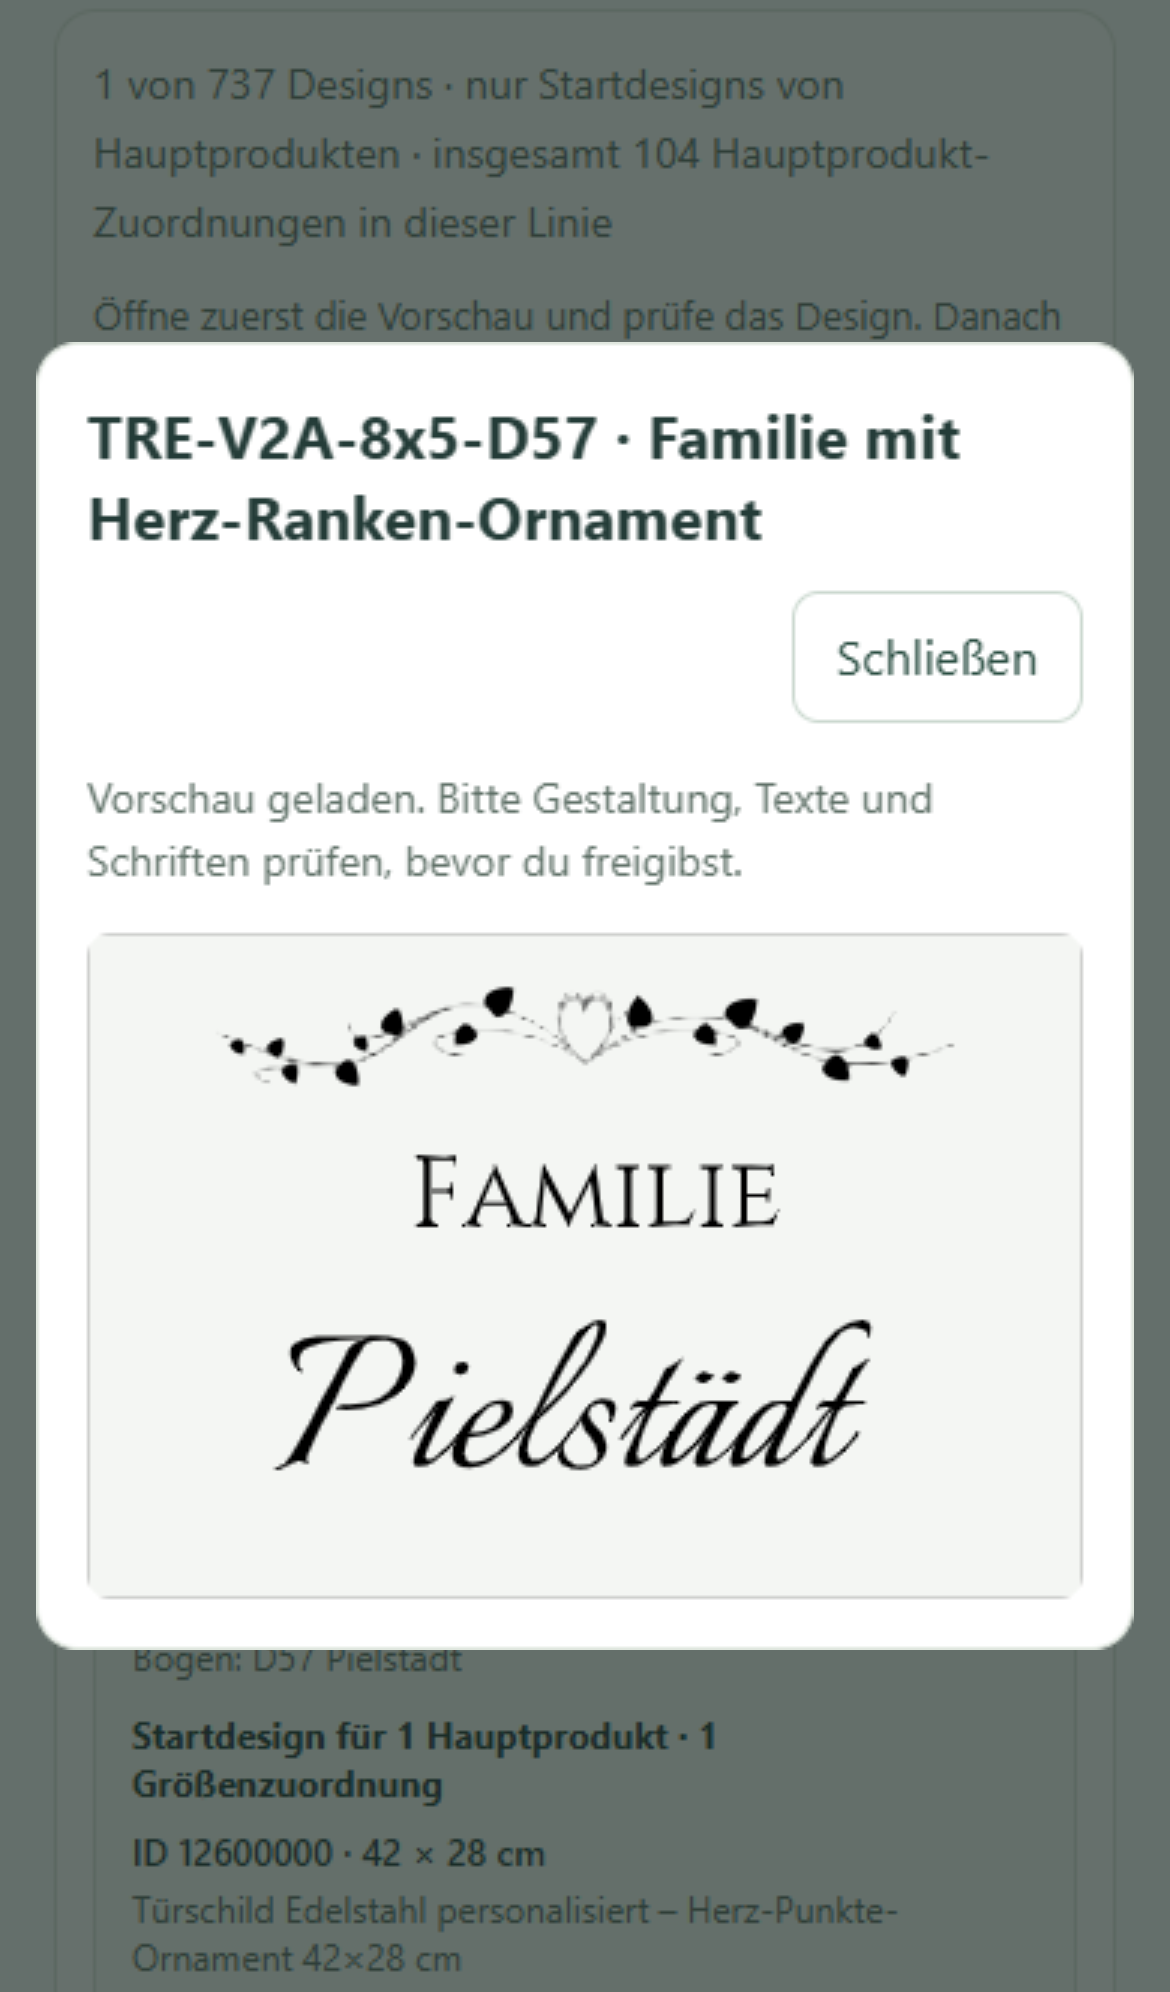 1 von 737 Designs · nur Startdesigns von
Hauptprodukten · insgesamt 104 Hauptprodukt-
Zuordnungen in dieser Linie
Öffne zuerst die Vorschau und prüfe das Design. Danach
TRE-V2A-8x5-D57 · Familie mit
Herz-Ranken-Ornament
Schließen
Vorschau geladen. Bitte Gestaltung, Texte und
Schriften prüfen, bevor du freigibst.
FAMILIE
Pielstädt
Bogen: D57 Pielstädt
Startdesign für 1 Hauptprodukt · 1
Größenzuordnung
ID 12600000 · 42 × 28 cm
Türschild Edelstahl personalisiert – Herz-Punkte-
Ornament 42×28 cm